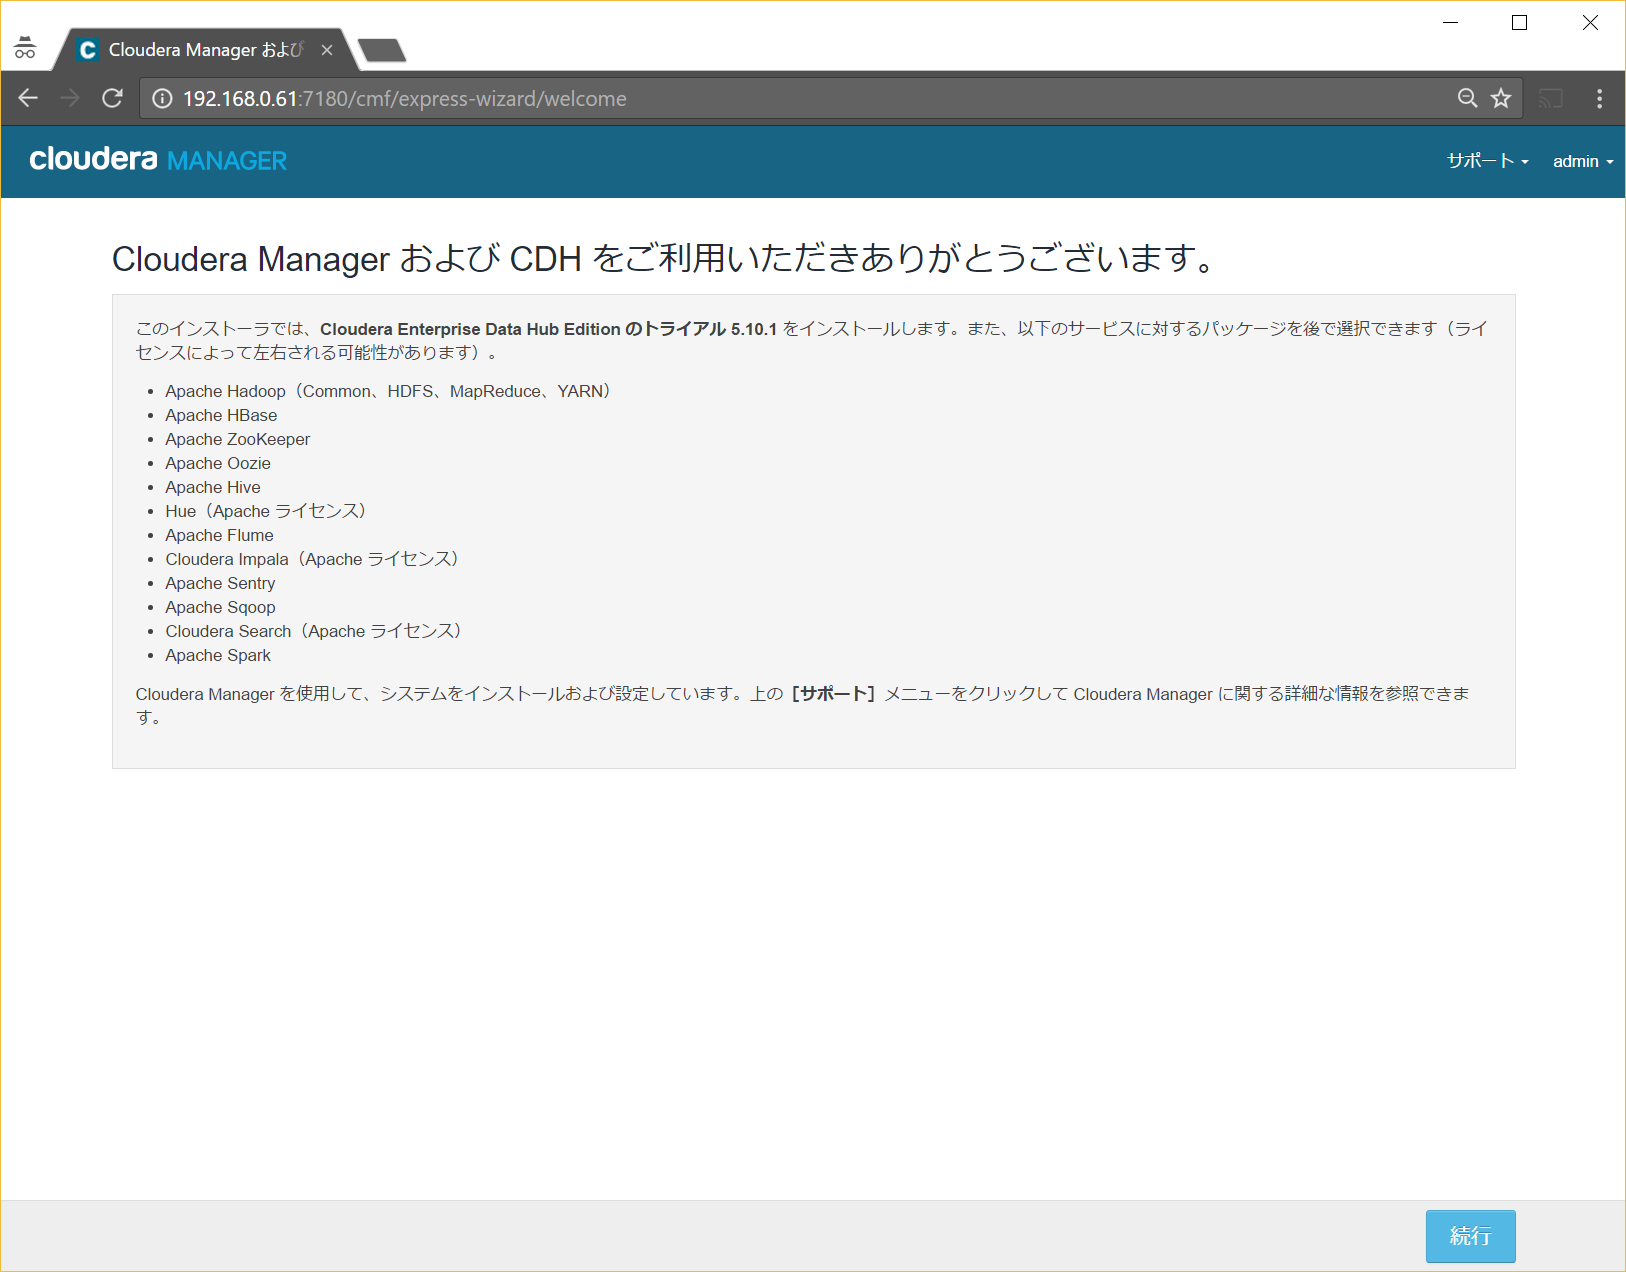 Cloudera Manager および
192.168.0.61:7180/cmf/express-wizard/welcome
cloudera MANAGER
サポート
admin
Cloudera Manager および CDH をご利用いただきありがとうございます。
このインストーラでは、Cloudera Enterprise Data Hub Edition のトライアル 5.10.1 をインストールします。また、以下のサービスに対するパッケージを後で選択できます（ライ
センスによって左右される可能性があります）。
• Apache Hadoop（Common、HDFS、MapReduce、YARN）
• Apache HBase
• Apache ZooKeeper
• Apache Oozie
• Apache Hive
• Hue（Apache ライセンス）
• Apache Flume
• Cloudera Impala（Apache ライセンス）
• Apache Sentry
• Apache Sqoop
• Cloudera Search（Apache ライセンス）
• Apache Spark
Cloudera Manager を使用して、システムをインストールおよび設定しています。上の［サポート］メニューをクリックして Cloudera Manager に関する詳細な情報を参照できま
す。
続行